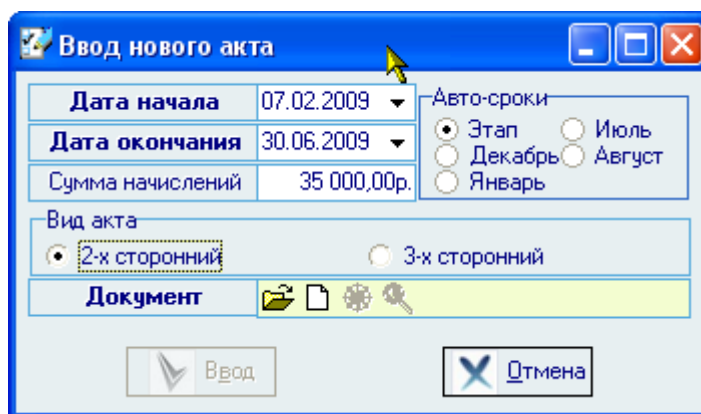 Ввод нового акта
Дата начала 07.02.2009
Дата окончания 30.06.2009
Сумма начислений 35 000,00р.
Авто-сроки
Этап Июль
Декабрь Август
Январь
Вид акта
2-х сторонний 3-х сторонний
Документ
Ввод Отмена